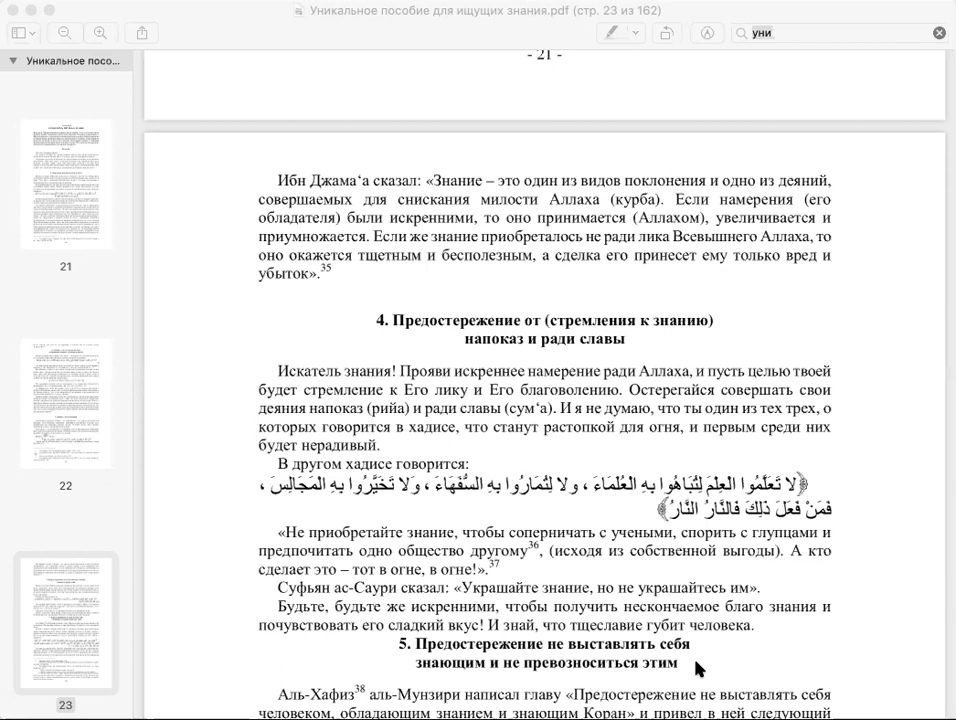 Уникальное пособие для ищущих знания.pdf (стр. 23 из 162)
уни
Уникальное посо...
21
22
23
- 21 -
Ибн Джама‘а сказал: «Знание – это один из видов поклонения и одно из деяний,
совершаемых для снискания милости Аллаха (курба). Если намерения (его
обладателя) были искренними, то оно принимается (Аллахом), увеличивается и
приумножается. Если же знание приобреталось не ради лика Всевышнего Аллаха, то
оно окажется тщетным и бесполезным, а сделка его принесет ему только вред и
убыток».35
4. Предостережение от (стремления к знанию)
напоказ и ради славы
Искатель знания! Прояви искреннее намерение ради Аллаха, и пусть целью твоей
будет стремление к Его лику и Его благоволению. Остерегайся совершать свои
деяния напоказ (рийа) и ради славы (сум‘а). И я не думаю, что ты один из тех трех, о
которых говорится в хадисе, что станут растопкой для огня, и первым среди них
будет нерадивый.
В другом хадисе говорится:
﴿لا تَعَلَّمُوا العِلْمَ لِتُبَاهُوا بِهِ الْعُلَمَاءَ ، ولا لِتُمَارُوا بِهِ السُّفَهَاءَ ، وَلا تَخَيَّرُوا بِهِ الْمَجَالِسَ ،
فَمَنْ فَعَلَ ذَلِكَ فَالنَّارُ النَّارُ﴾
«Не приобретайте знание, чтобы соперничать с учеными, спорить с глупцами и
предпочитать одно общество другому36, (исходя из собственной выгоды). А кто
сделает это – тот в огне, в огне!».37
Суфьян ас-Саури сказал: «Украшайте знание, но не украшайтесь им».
Будьте, будьте же искренними, чтобы получить нескончаемое благо знания и
почувствовать его сладкий вкус! И знай, что тщеславие губит человека.
5. Предостережение не выставлять себя
знающим и не превозноситься этим
Аль-Хафиз38 аль-Мунзири написал главу «Предостережение не выставлять себя
человеком, обладающим знанием и знающим Коран» и привел в ней следующий